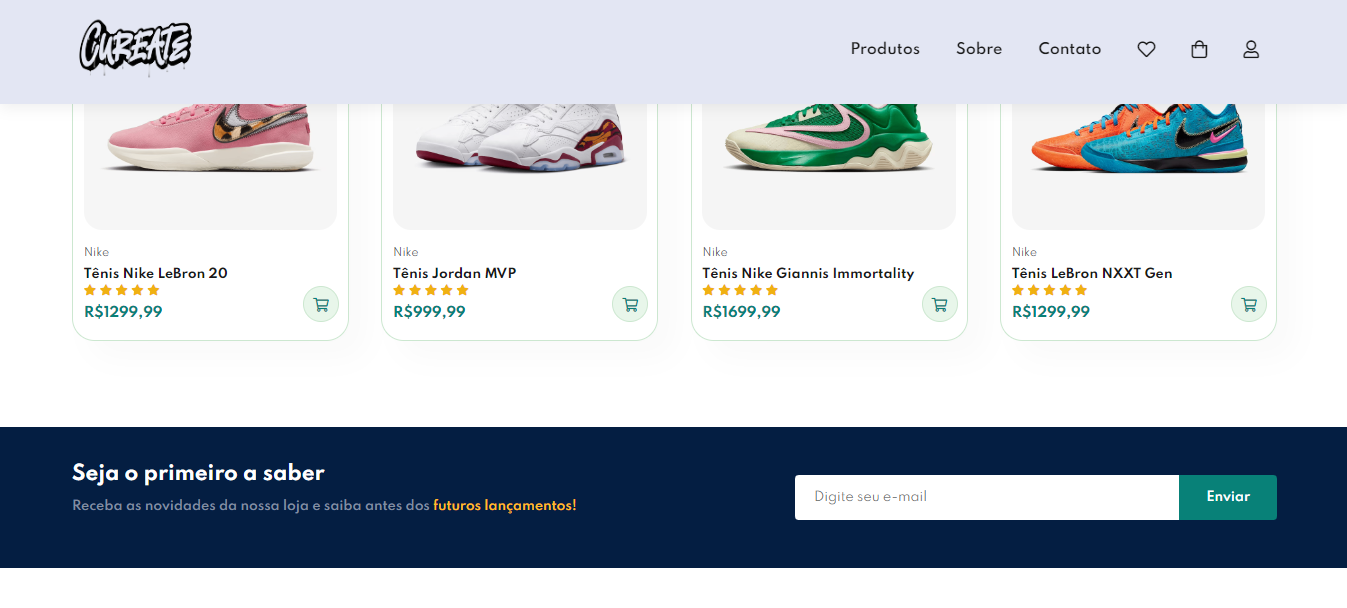 CUREATE
Produtos Sobre Contato
Nike
Tênis Nike LeBron 20
R$1299,99
Nike
Tênis Jordan MVP
R$999,99
Nike
Tênis Nike Giannis Immortality
R$1699,99
Nike
Tênis LeBron NXXT Gen
R$1299,99
Seja o primeiro a saber
Receba as novidades da nossa loja e saiba antes dos futuros lançamentos!
Digite seu e-mail
Enviar